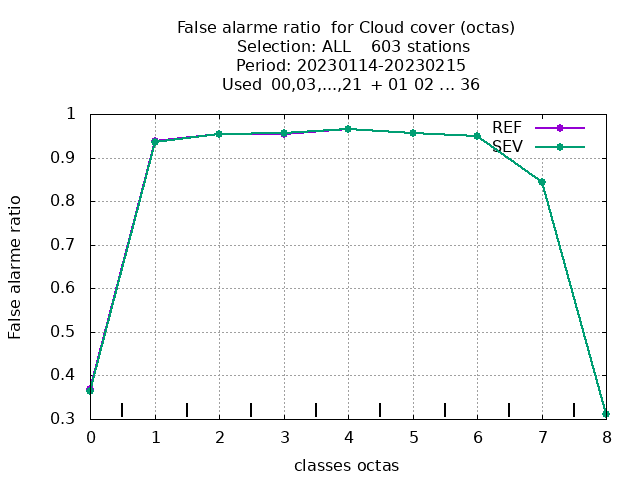 False alarme ratio  for Cloud cover (octas)
Selection: ALL    603 stations
Period: 20230114-20230215
Used  00,03,...,21  + 01 02 ... 36
REF
SEV
1
0.9
0.8
0.7
0.6
0.5
0.4
0.3
False alarme ratio
0 1 2 3 4 5 6 7 8
classes octas